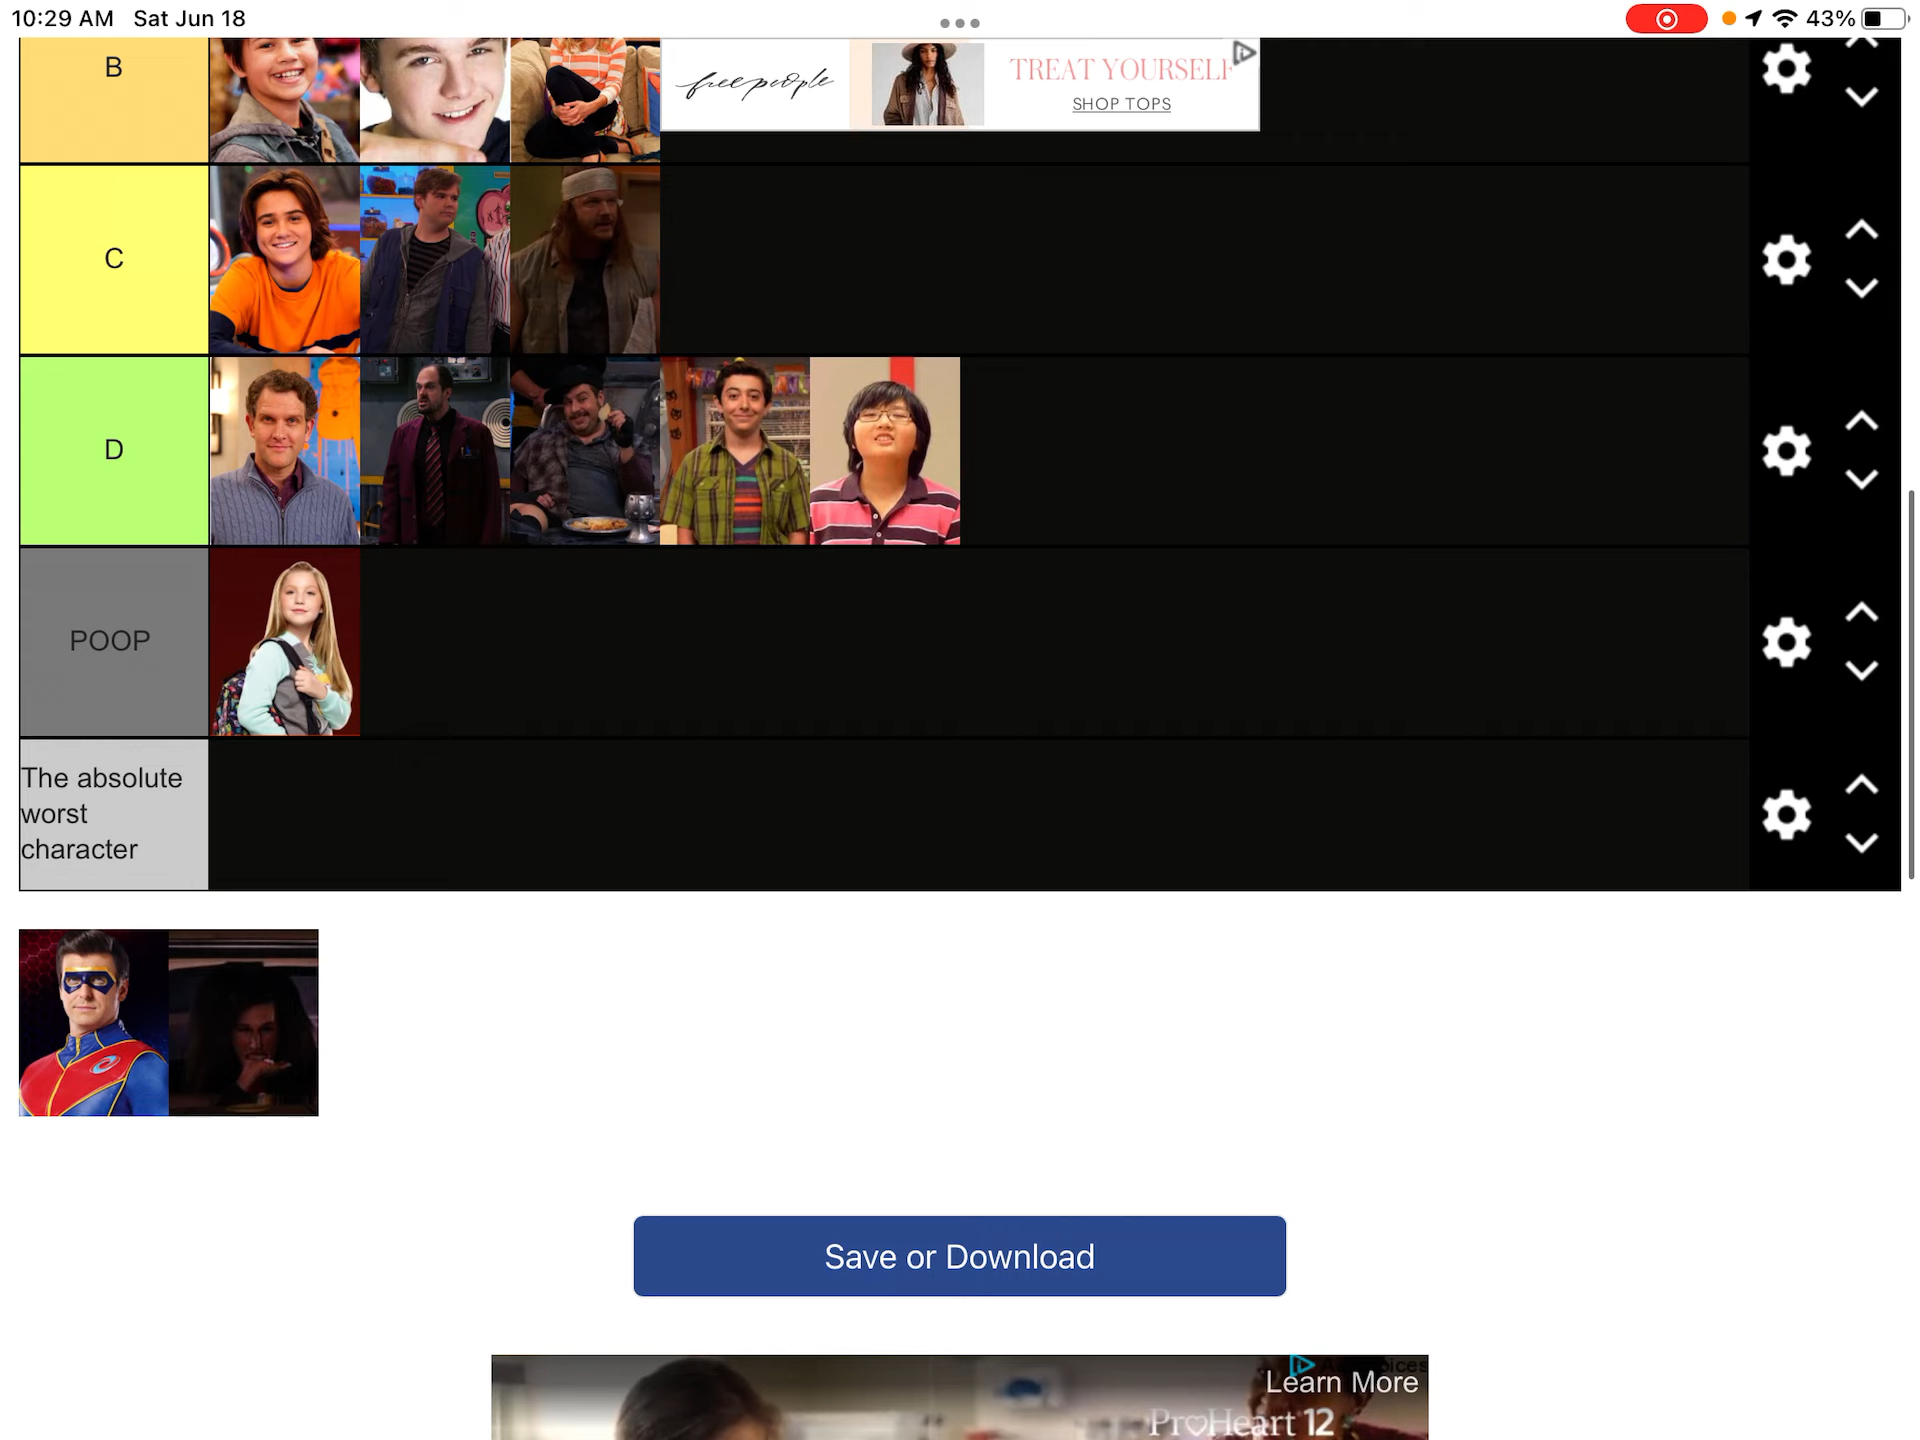 10:29 AM Sat Jun 18
43%
B
free people
TREAT YOURSELF
SHOP TOPS
C
D
POOP
The absolute
worst
character
Save or Download
Learn More
ProHeart 12